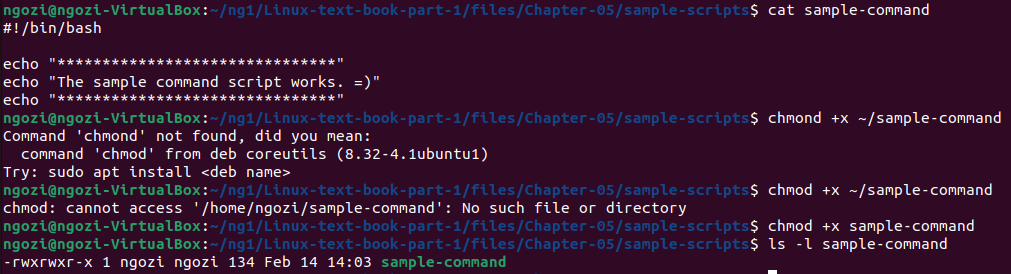 ngozi@ngozi-VirtualBox:~/ng1/Linux-text-book-part-1/files/Chapter-05/sample-scripts$ cat sample-command
#!/bin/bash
echo "*******************************"
echo "The sample command script works. =)"
echo "*******************************"
ngozi@ngozi-VirtualBox:~/ng1/Linux-text-book-part-1/files/Chapter-05/sample-scripts$ chmond +x ~/sample-command
Command 'chmond' not found, did you mean:
  command 'chmod' from deb coreutils (8.32-4.1ubuntu1)
Try: sudo apt install <deb name>
ngozi@ngozi-VirtualBox:~/ng1/Linux-text-book-part-1/files/Chapter-05/sample-scripts$ chmod +x ~/sample-command
chmod: cannot access '/home/ngozi/sample-command': No such file or directory
ngozi@ngozi-VirtualBox:~/ng1/Linux-text-book-part-1/files/Chapter-05/sample-scripts$ chmod +x sample-command
ngozi@ngozi-VirtualBox:~/ng1/Linux-text-book-part-1/files/Chapter-05/sample-scripts$ ls -l sample-command
-rwxrwxr-x 1 ngozi ngozi 134 Feb 14 14:03 sample-command